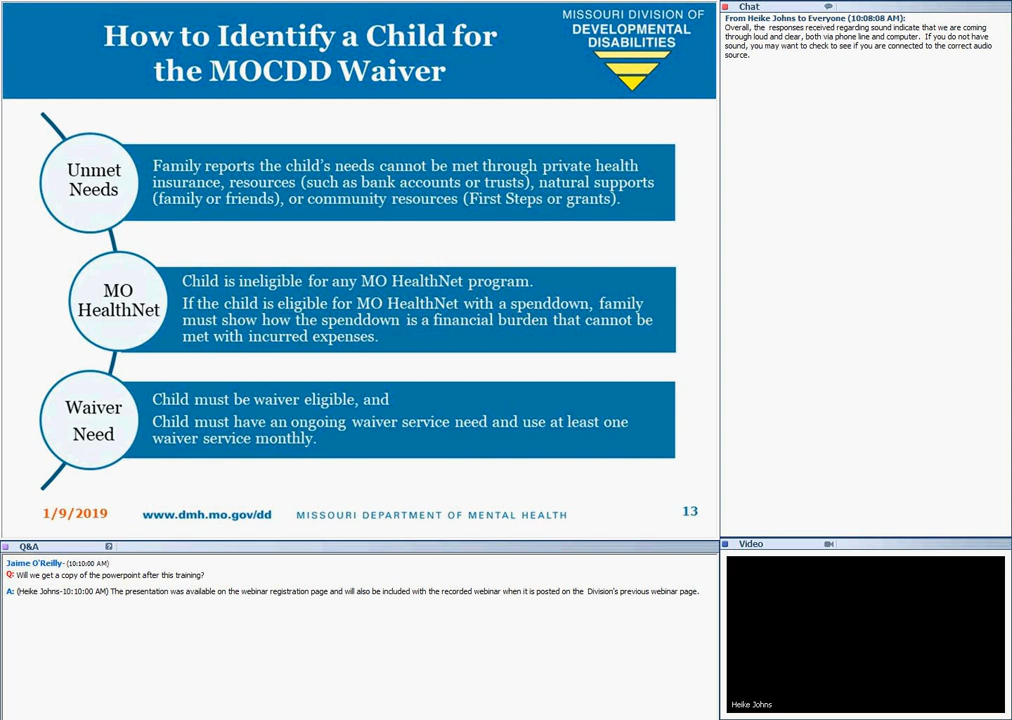 How to Identify a Child for
the MOCDD Waiver
MISSOURI DIVISION OF
DEVELOPMENTAL
DISABILITIES
Unmet
Needs
Family reports the child's needs cannot be met through private health
insurance, resources (such as bank accounts or trusts), natural supports
(family or friends), or community resources (First Steps or grants).
MO
HealthNet
Child is ineligible for any MO HealthNet program.
If the child is eligible for MO HealthNet with a spenddown, family
must show how the spenddown is a financial burden that cannot be
met with incurred expenses.
Waiver
Need
Child must be waiver eligible, and
Child must have an ongoing waiver service need and use at least one
waiver service monthly.
1/9/2019
www.dmh.mo.gov/dd
MISSOURI DEPARTMENT OF MENTAL HEALTH
13
Chat
From Heike Johns to Everyone (10:08:08 AM):
Overall, the responses received regarding sound indicate that we are coming
through loud and clear, both via phone line and computer. If you do not have
sound, you may want to check to see if you are connected to the correct audio
source.
Q&A
Jaime O'Reilly- (10:10:00 AM)
Q: Will we get a copy of the powerpoint after this training?
A: (Heike Johns-10:10:00 AM) The presentation was available on the webinar registration page and will also be included with the recorded webinar when it is posted on the Division's previous webinar page.
Video
Heike Johns